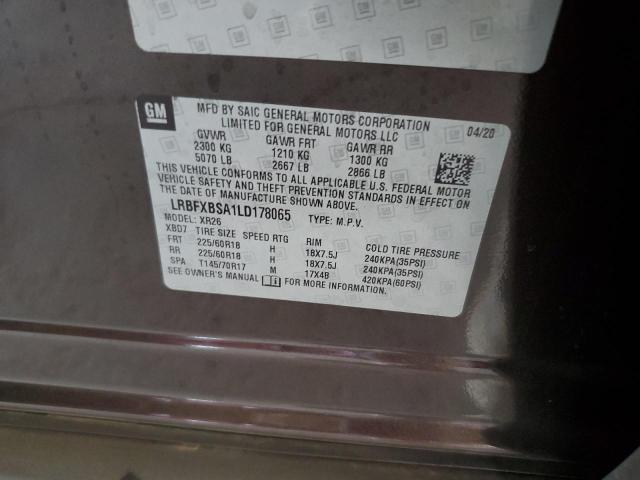 GM
MFD BY SAIC GENERAL MOTORS CORPORATION
LIMITED FOR GENERAL MOTORS LLC
04/20
GVWR GAWR FRT GAWR RR
2300 KG 1210 KG 1300 KG
5070 LB 2667 LB 2866 LB
THIS VEHICLE CONFORMS TO ALL APPLICABLE U.S. FEDERAL MOTOR
VEHICLE SAFETY AND THEFT PREVENTION STANDARDS IN EFFECT ON
THE DATE OF MANUFACTURE SHOWN ABOVE.
LRBFXBSA1LD178065 TYPE: M.P.V.
MODEL: XR26
XBD7 TIRE SIZE SPEED RTG RIM COLD TIRE PRESSURE
FRT 225/60R18 H 18X7.5J 240KPA(35PSI)
RR 225/60R18 H 18X7.5J 240KPA(35PSI)
SPA T145/70R17 M 17X4B 420KPA(60PSI)
SEE OWNER'S MANUAL FOR MORE INFORMATION.